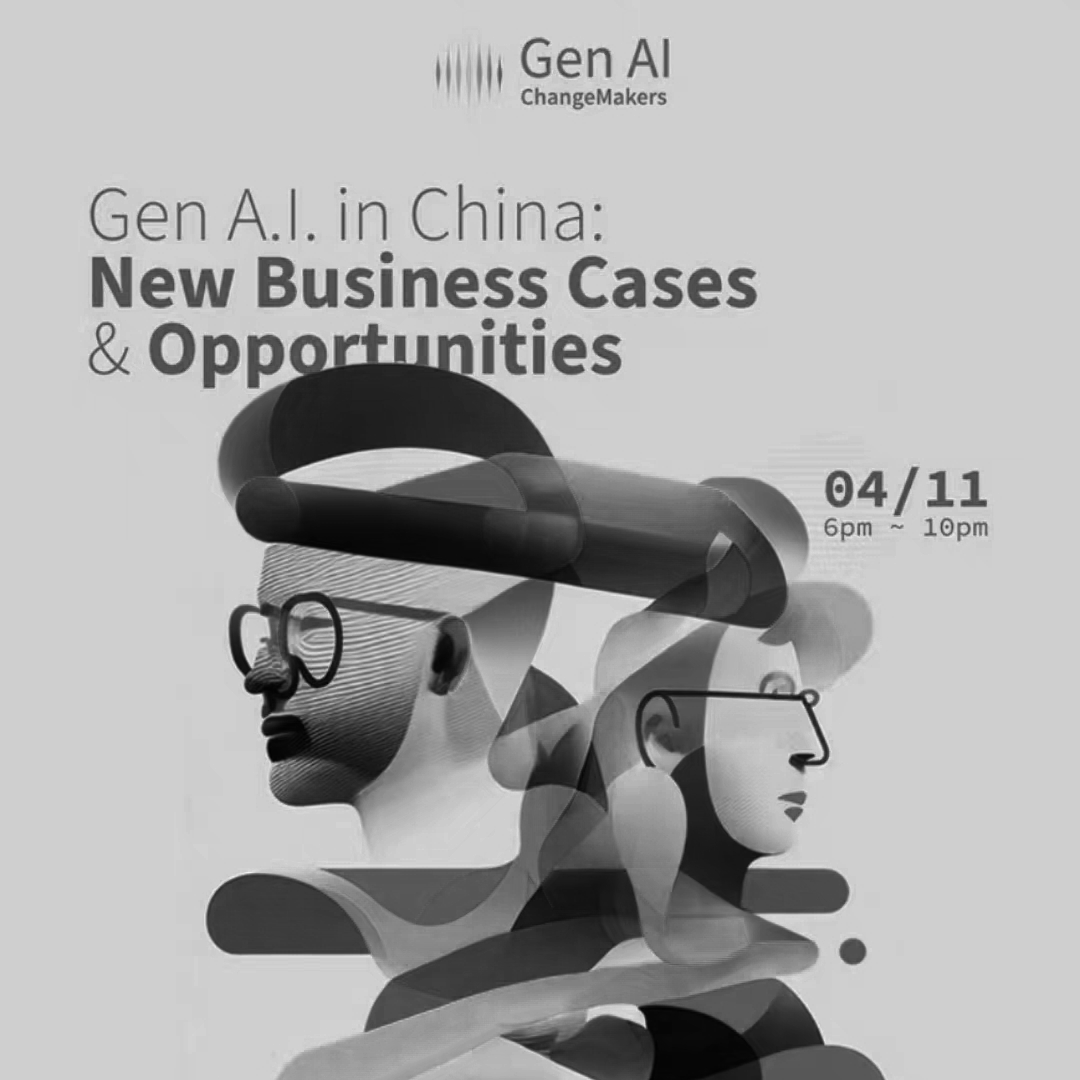 Gen AI
ChangeMakers
Gen A.I. in China:
New Business Cases
& Opportunities
04/11
6pm ~ 10pm